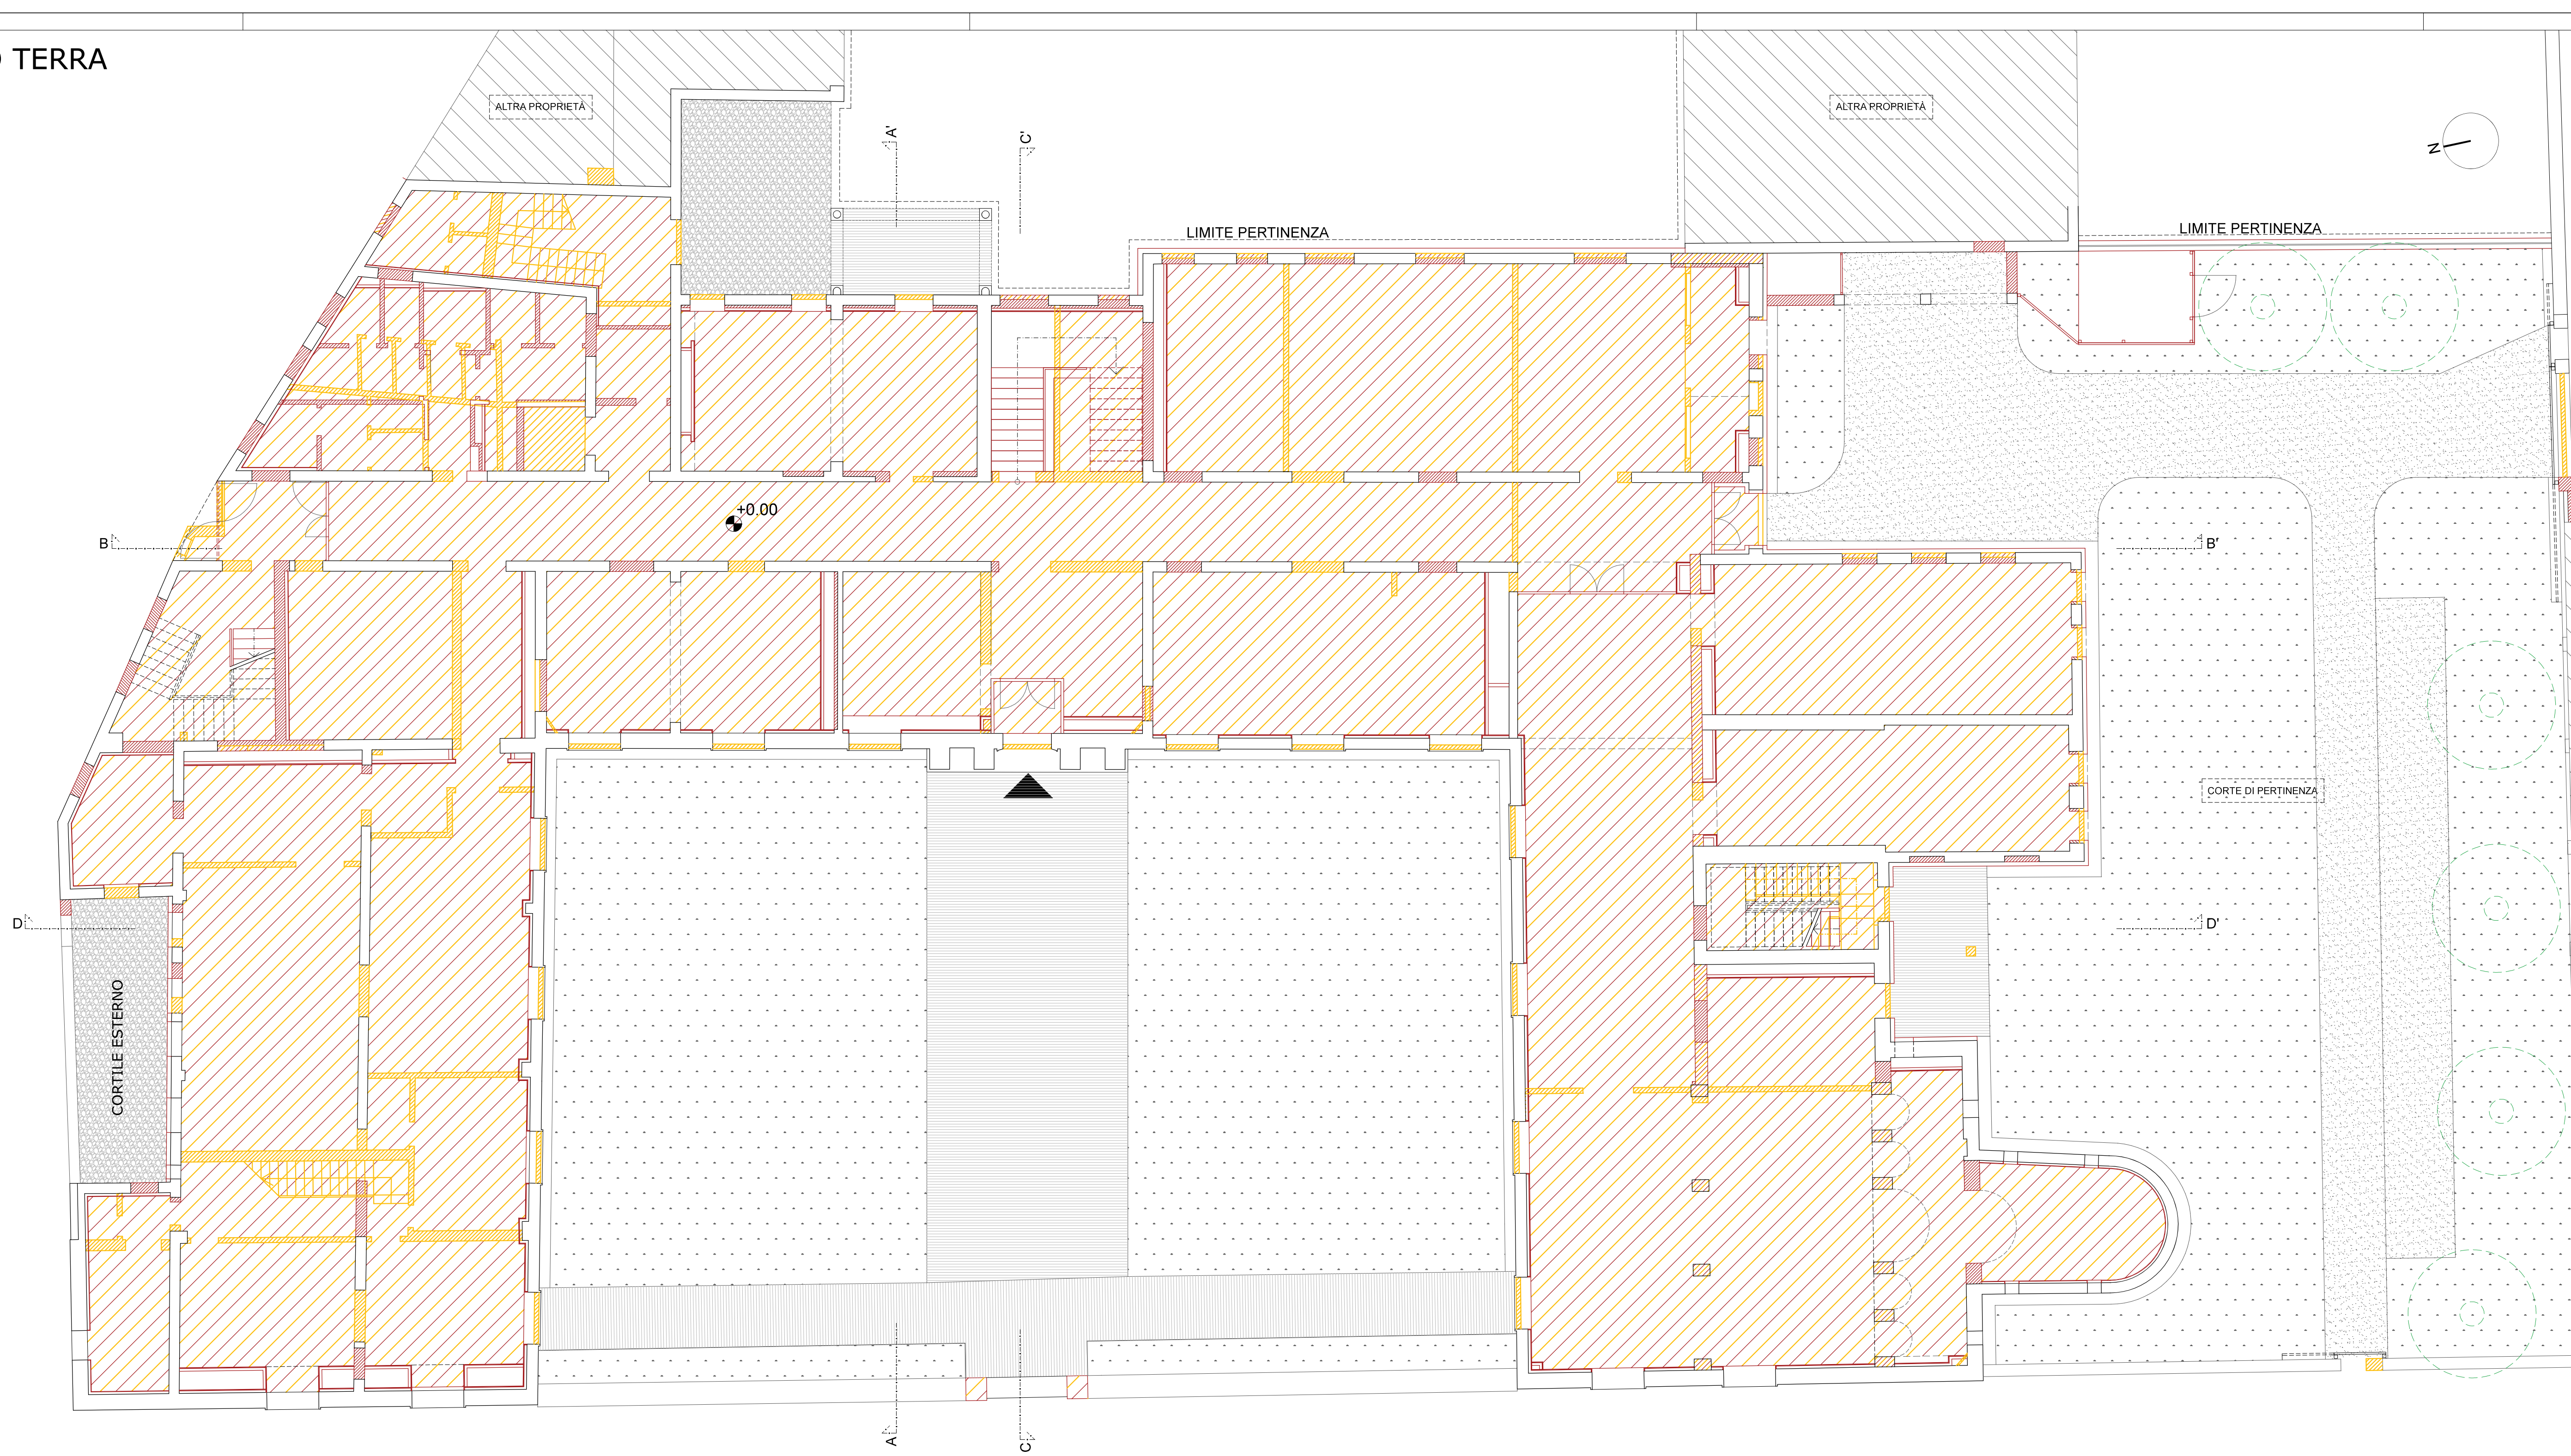 TERRA
ALTRA PROPRIETÀ
ALTRA PROPRIETÀ
A'
C'
N
LIMITE PERTINENZA
LIMITE PERTINENZA
+0.00
B
B'
CORTE DI PERTINENZA
D
D'
CORTILE ESTERNO
A
C